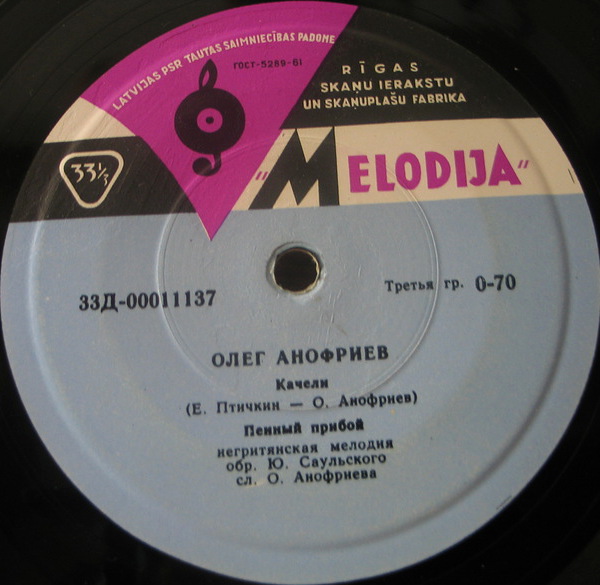 LATVIJAS PSR TAUTAS SAIMNIECĪBAS PADOME
ГОСТ-5289-61
RĪGAS
SKAŅU IERAKSTU
UN SKAŅUPLAŠU FABRIKA
33⅓
"MELODIJA"
33Д-00011137
Третья гр. 0-70
ОЛЕГ АНОФРИЕВ
Качели
(Е. Птичкин — О. Анофриев)
Пенный прибой
негритянская мелодия
обр. Ю. Саульского
сл. О. Анофриева